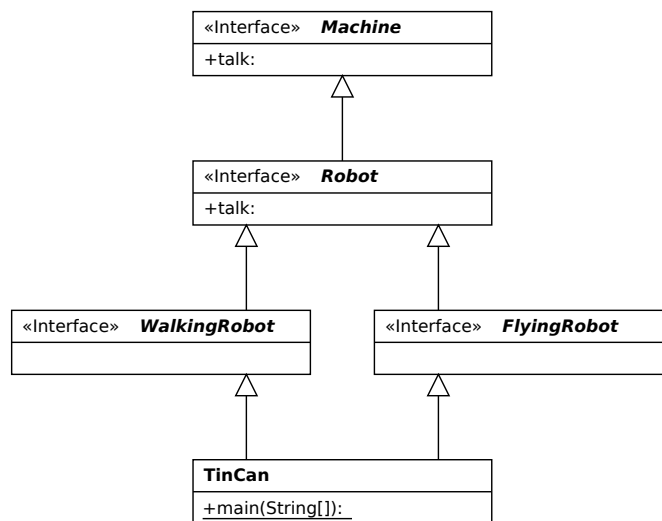 «Interface» Machine
+talk:
«Interface» Robot
+talk:
«Interface» WalkingRobot
«Interface» FlyingRobot
TinCan
+main(String[]):